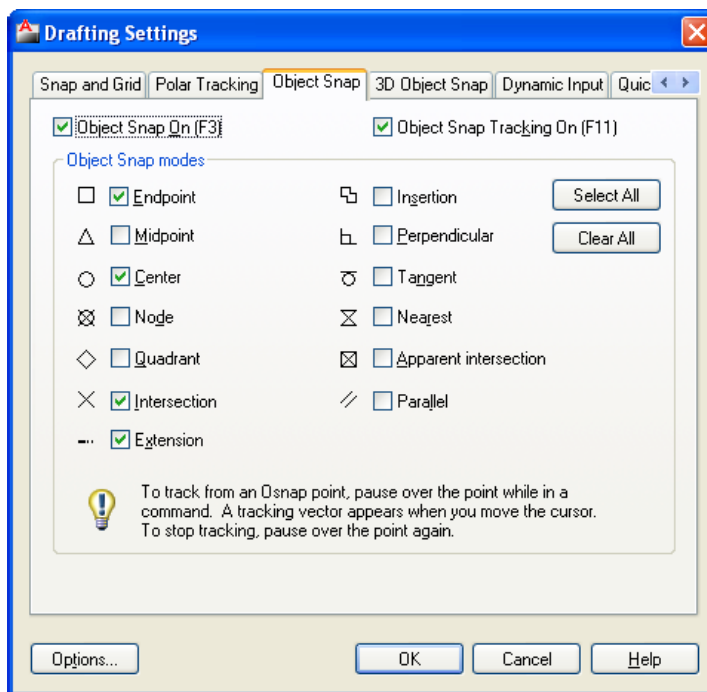 Drafting Settings
Snap and Grid Polar Tracking Object Snap 3D Object Snap Dynamic Input Quic
Object Snap On (F3) Object Snap Tracking On (F11)
Object Snap modes
Endpoint Insertion Select All
Midpoint Perpendicular Clear All
Center Tangent
Node Nearest
Quadrant Apparent intersection
Intersection Parallel
Extension
To track from an Osnap point, pause over the point while in a
command. A tracking vector appears when you move the cursor.
To stop tracking, pause over the point again.
Options... OK Cancel Help